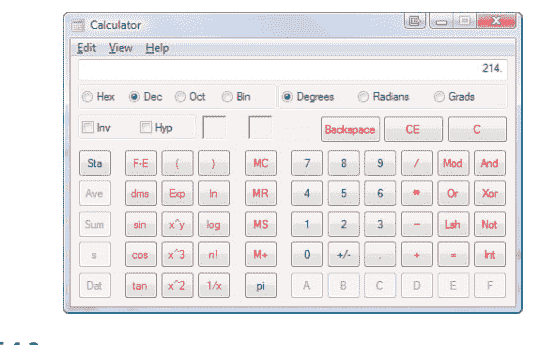 Calculator
Edit View Help
214.
Hex Dec Oct Bin Degrees Radians Grads
Inv Hyp Backspace CE C
Sta F-E ( ) MC 7 8 9 / Mod And
Ave dms Exp ln MR 4 5 6 * Or Xor
Sum sin x^y log MS 1 2 3 - Lsh Not
s cos x^3 n! M+ 0 +/- . + = Int
Dat tan x^2 1/x pi A B C D E F